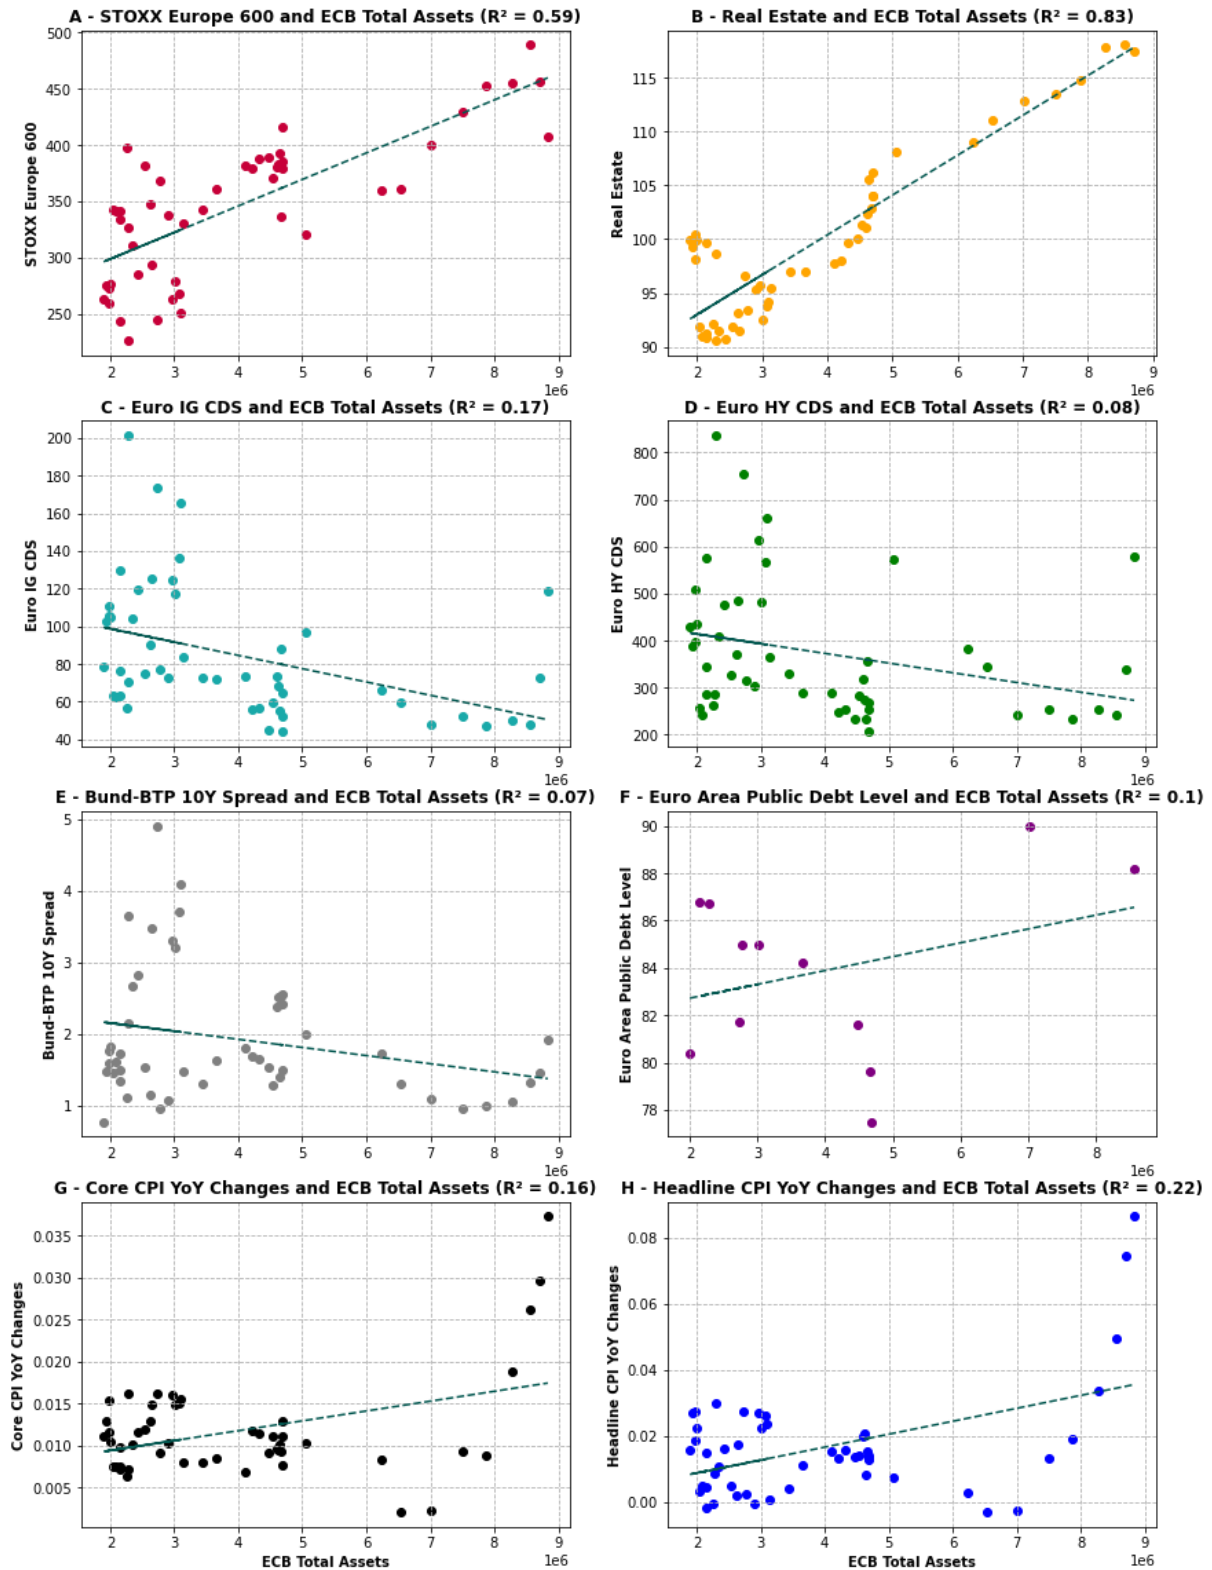 A - STOXX Europe 600 and ECB Total Assets (R² = 0.59)
500
450
400
350
300
250
STOXX Europe 600
2 3 4 5 6 7 8 9
1e6
B - Real Estate and ECB Total Assets (R² = 0.83)
115
110
105
100
95
90
Real Estate
2 3 4 5 6 7 8 9
1e6
C - Euro IG CDS and ECB Total Assets (R² = 0.17)
200
180
160
140
120
100
80
60
40
Euro IG CDS
2 3 4 5 6 7 8 9
1e6
D - Euro HY CDS and ECB Total Assets (R² = 0.08)
800
700
600
500
400
300
200
Euro HY CDS
2 3 4 5 6 7 8 9
1e6
E - Bund-BTP 10Y Spread and ECB Total Assets (R² = 0.07)
5
4
3
2
1
Bund-BTP 10Y Spread
2 3 4 5 6 7 8 9
1e6
F - Euro Area Public Debt Level and ECB Total Assets (R² = 0.1)
90
88
86
84
82
80
78
Euro Area Public Debt Level
2 3 4 5 6 7 8
1e6
G - Core CPI YoY Changes and ECB Total Assets (R² = 0.16)
0.035
0.030
0.025
0.020
0.015
0.010
0.005
Core CPI YoY Changes
2 3 4 5 6 7 8 9
1e6
ECB Total Assets
H - Headline CPI YoY Changes and ECB Total Assets (R² = 0.22)
0.08
0.06
0.04
0.02
0.00
Headline CPI YoY Changes
2 3 4 5 6 7 8 9
1e6
ECB Total Assets